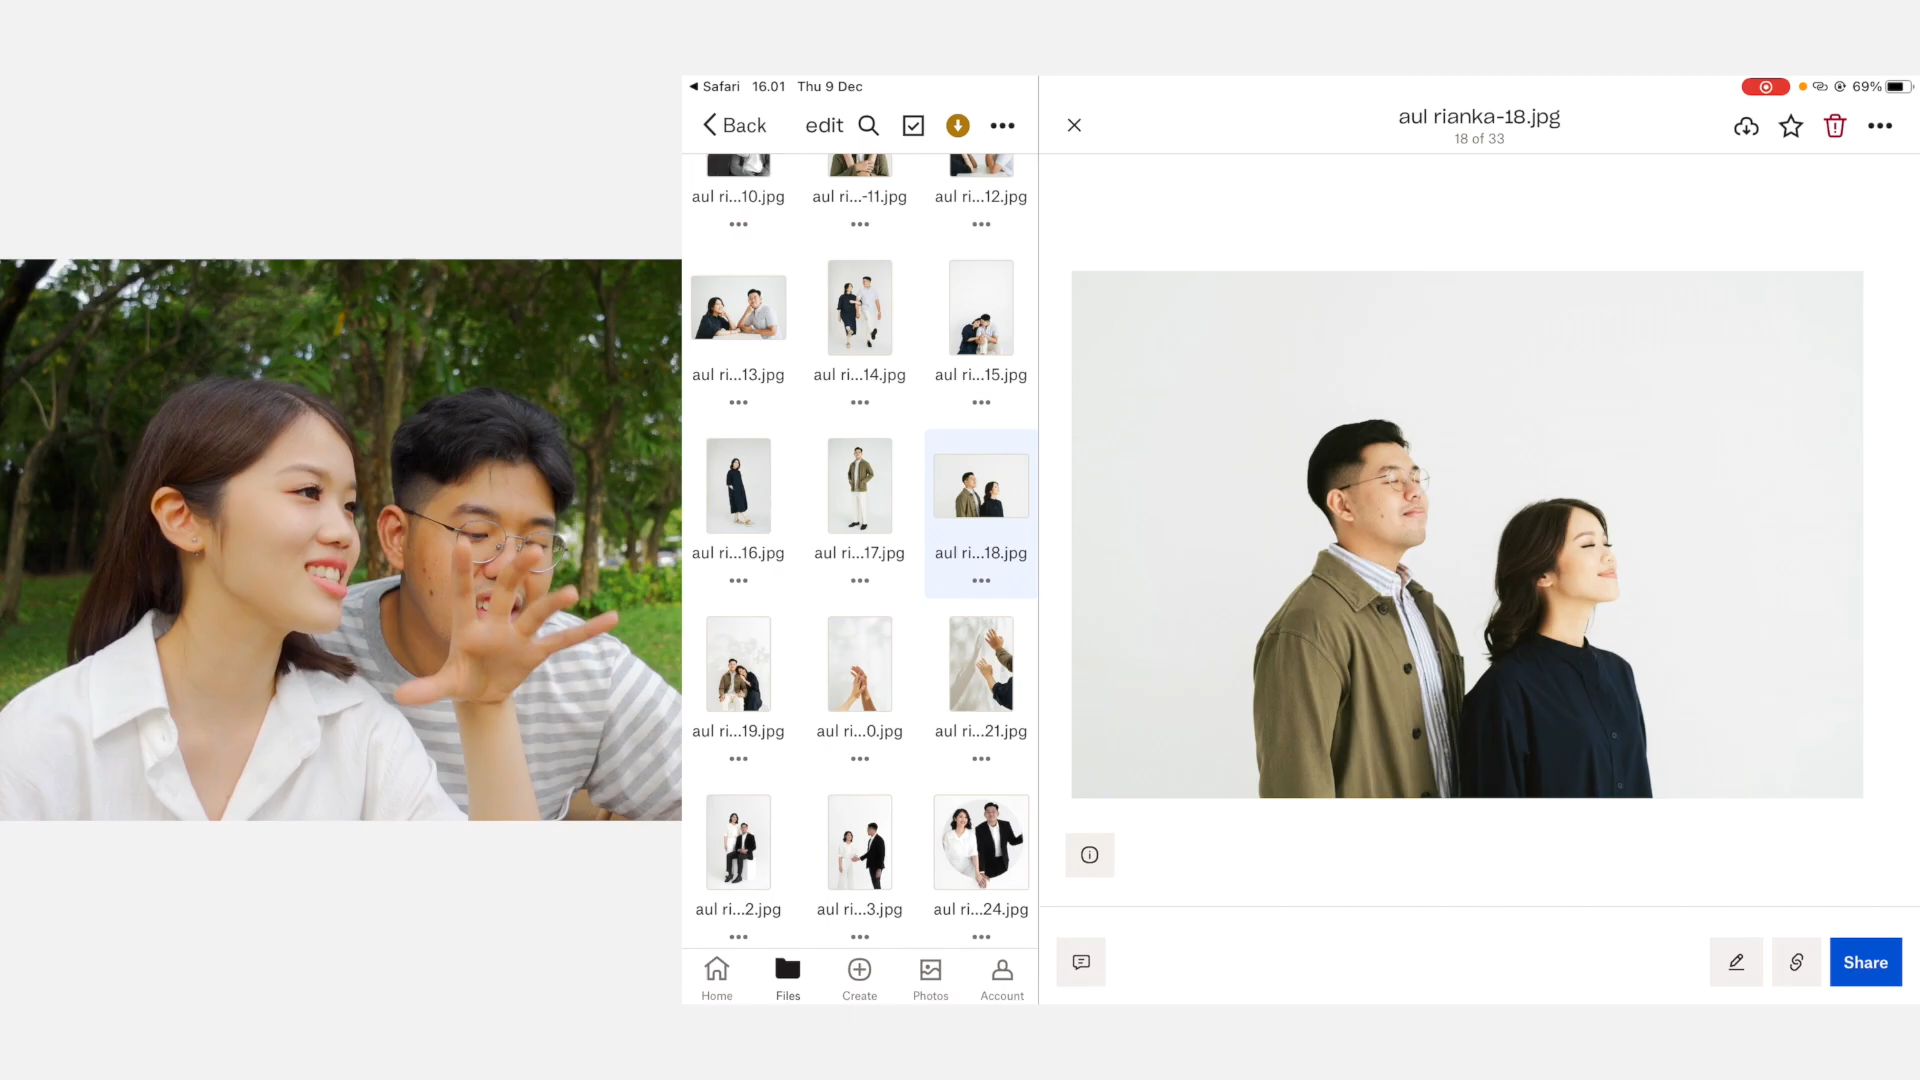 ◀ Safari 16.01 Thu 9 Dec
69%
Back
edit
aul rianka-18.jpg
18 of 33
aul ri...10.jpg
aul ri...-11.jpg
aul ri...12.jpg
aul ri...13.jpg
aul ri...14.jpg
aul ri...15.jpg
aul ri...16.jpg
aul ri...17.jpg
aul ri...18.jpg
aul ri...19.jpg
aul ri...0.jpg
aul ri...21.jpg
aul ri...2.jpg
aul ri...3.jpg
aul ri...24.jpg
Share
Home
Files
Create
Photos
Account